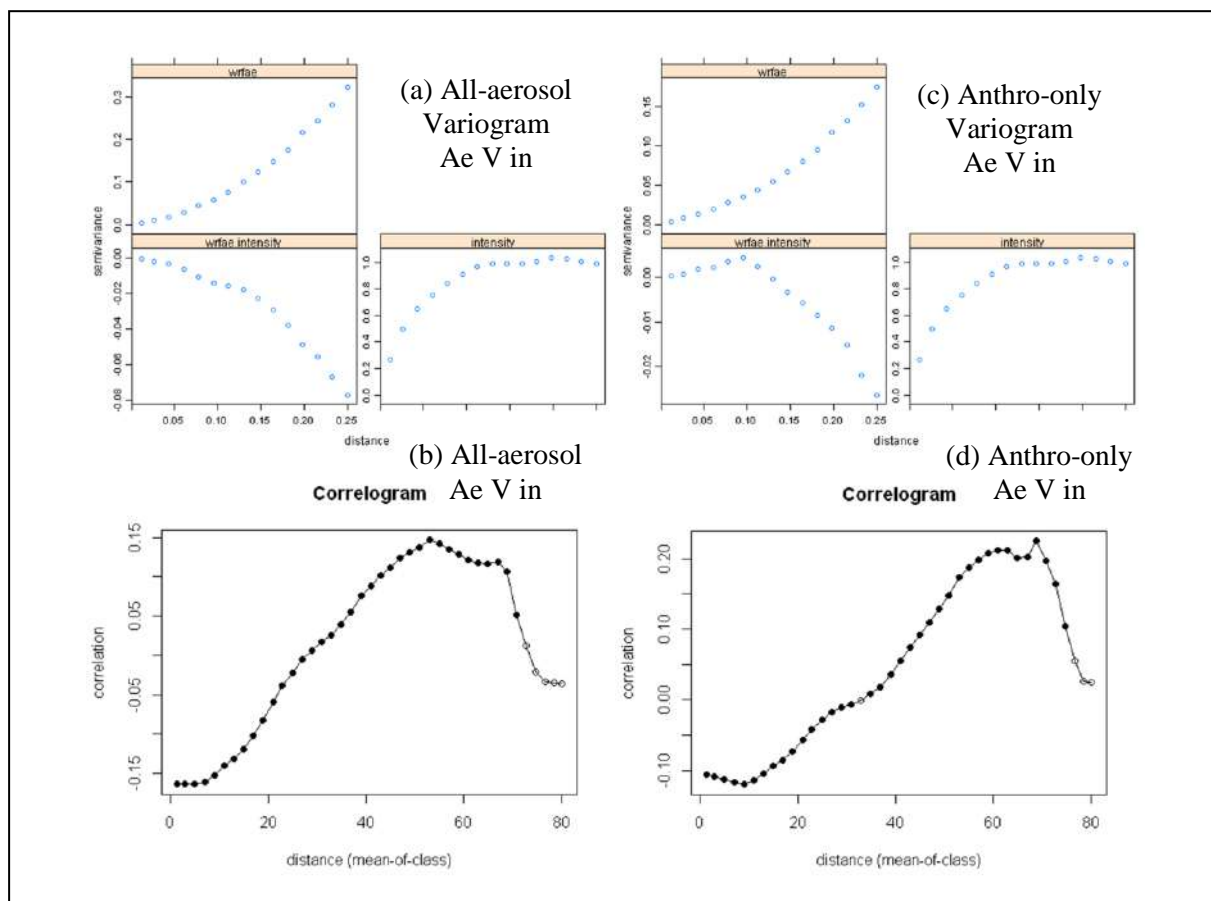 wrfae
(a) All-aerosol
Variogram
Ae V in
0.3
0.2
0.1
0.0
semivariance
wrfae.intensity
intensity
0.00
-0.02
-0.04
-0.06
-0.08
1.0
0.8
0.6
0.4
0.2
0.0
0.05 0.10 0.15 0.20 0.25
distance
wrfae
(c) Anthro-only
Variogram
Ae V in
0.15
0.10
0.05
0.00
semivariance
wrfae.intensity
intensity
0.00
-0.01
-0.02
1.0
0.8
0.6
0.4
0.2
0.0
0.05 0.10 0.15 0.20 0.25
distance
(b) All-aerosol
Ae V in
Correlogram
0.15
0.05
-0.05
-0.15
correlation
0 20 40 60 80
distance (mean-of-class)
(d) Anthro-only
Ae V in
Correlogram
0.20
0.10
0.00
-0.10
correlation
0 20 40 60 80
distance (mean-of-class)